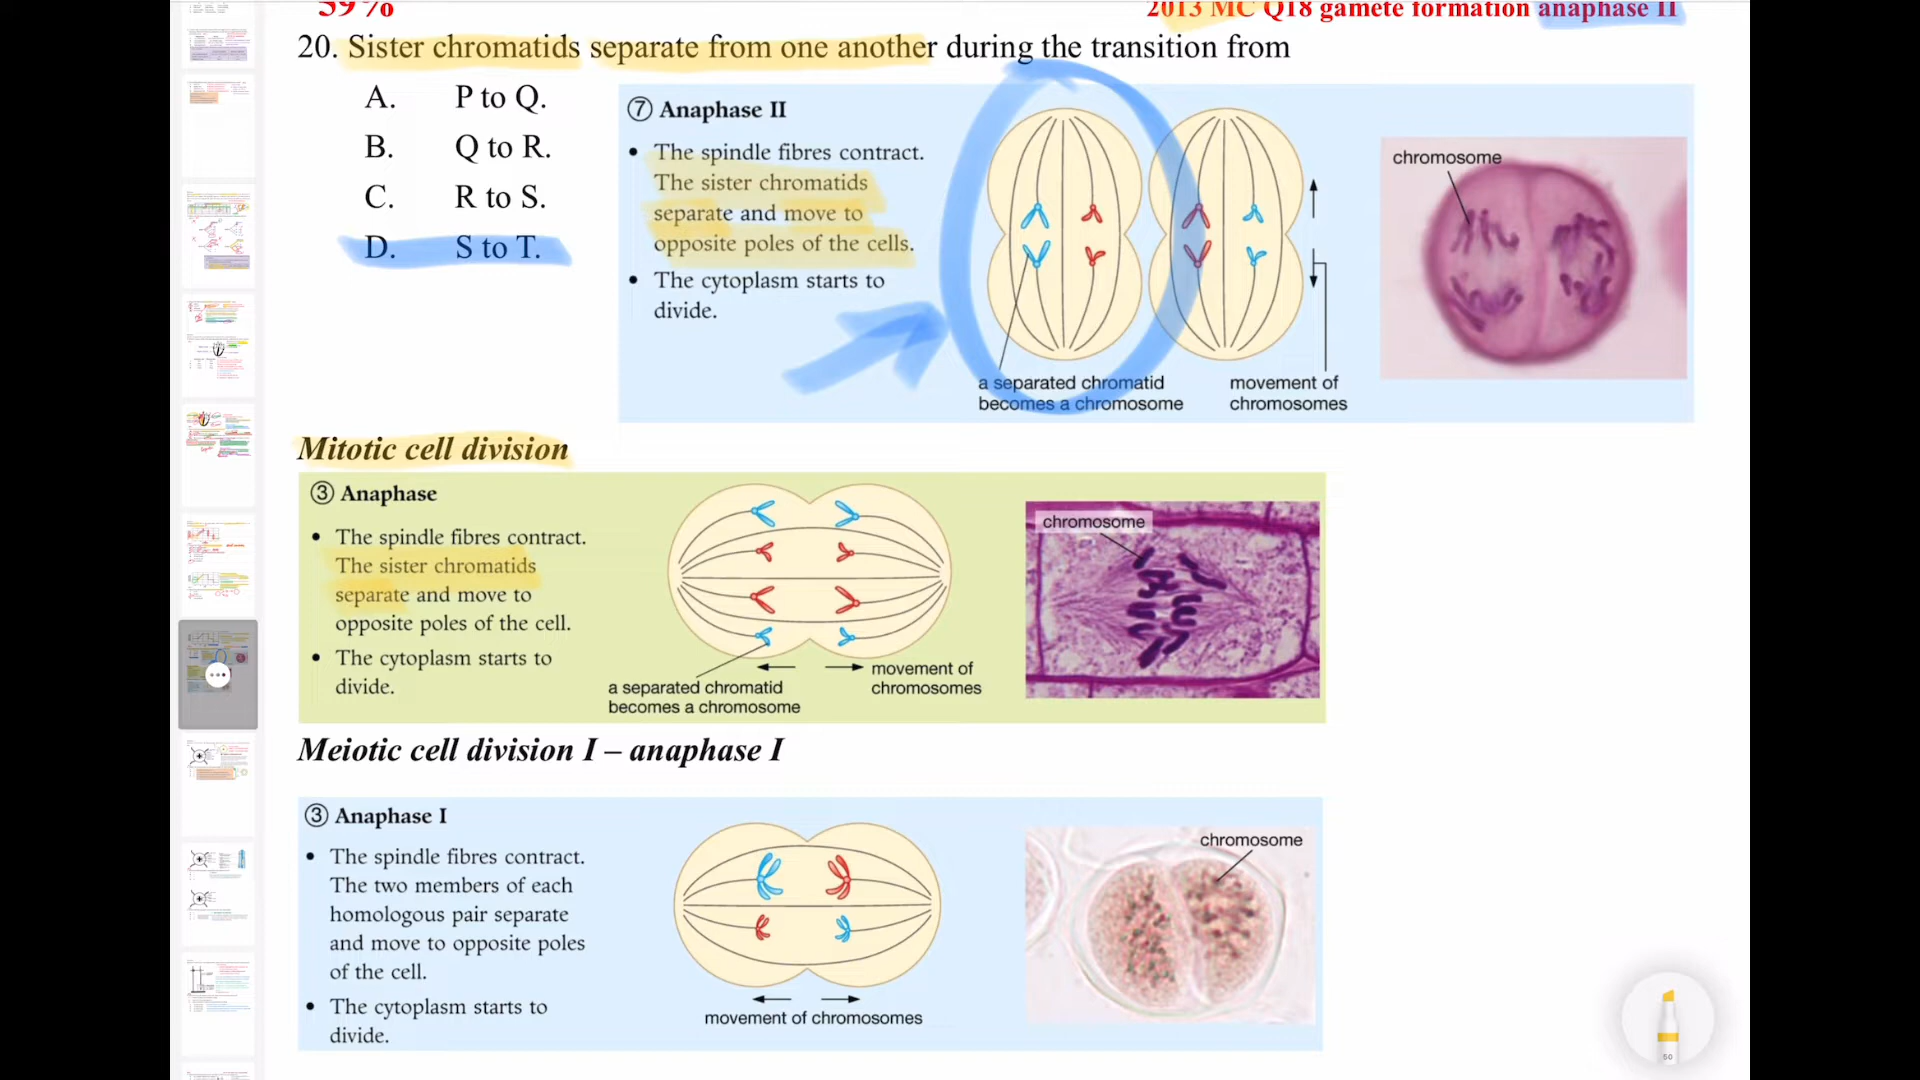 59%
2013 MC Q18 gamete formation anaphase II
20. Sister chromatids separate from one another during the transition from
A. P to Q.
B. Q to R.
C. R to S.
D. S to T.
⑦ Anaphase II
• The spindle fibres contract.
The sister chromatids
separate and move to
opposite poles of the cells.
• The cytoplasm starts to
divide.
a separated chromatid
becomes a chromosome
movement of
chromosomes
chromosome
Mitotic cell division
③ Anaphase
• The spindle fibres contract.
The sister chromatids
separate and move to
opposite poles of the cell.
• The cytoplasm starts to
divide.
a separated chromatid
becomes a chromosome
movement of
chromosomes
chromosome
Meiotic cell division I – anaphase I
③ Anaphase I
• The spindle fibres contract.
The two members of each
homologous pair separate
and move to opposite poles
of the cell.
• The cytoplasm starts to
divide.
movement of chromosomes
chromosome
50